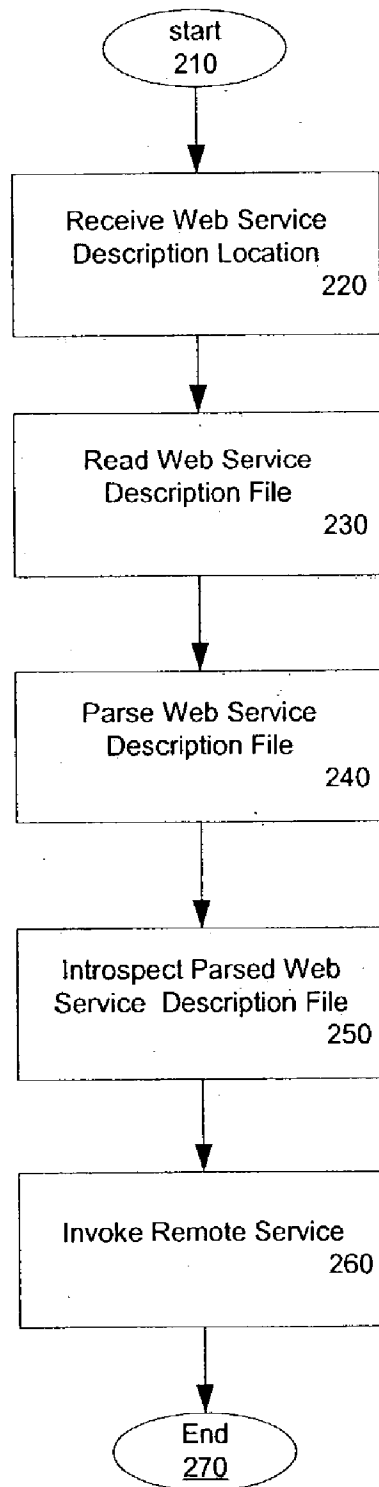 start
210
Receive Web Service
Description Location
220
Read Web Service
Description File
230
Parse Web Service
Description File
240
Introspect Parsed Web
Service Description File
250
Invoke Remote Service
260
End
270